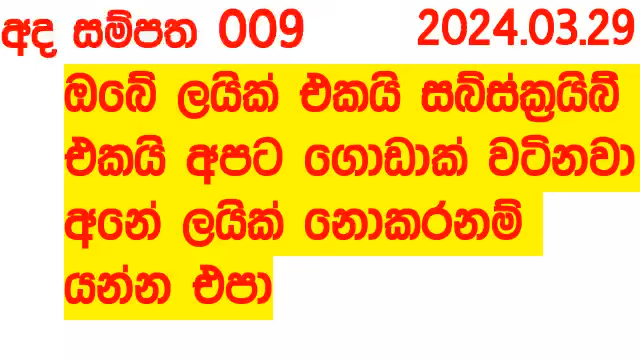 අද සම්පත 009 2024.03.29
ඔබේ ලයික් එකයි සබ්ස්ක්‍රයිබ්
එකයි අපට ගොඩාක් වටිනවා
අනේ ලයික් නොකරනම්
යන්න එපා